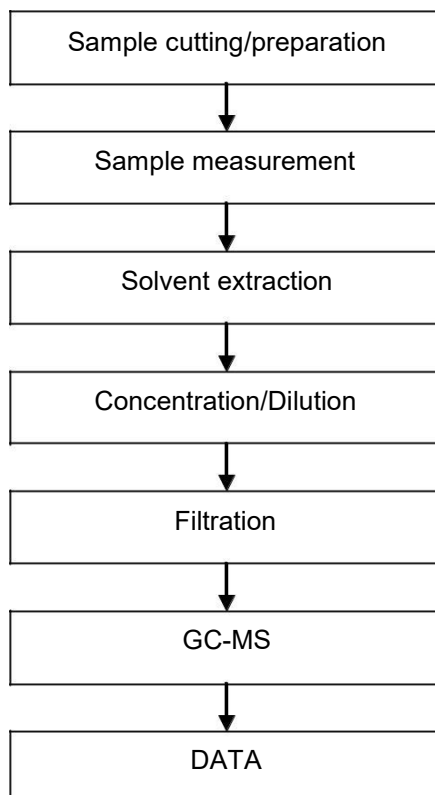 Sample cutting/preparation
Sample measurement
Solvent extraction
Concentration/Dilution
Filtration
GC-MS
DATA